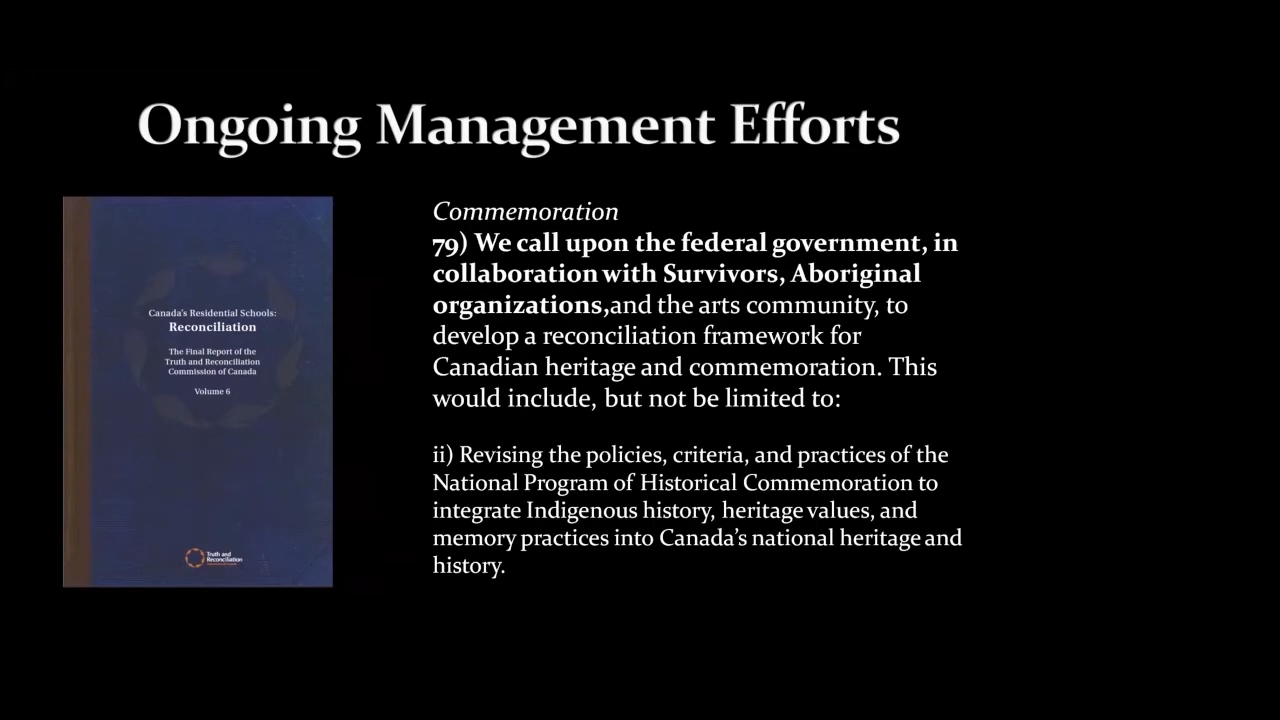 Ongoing Management Efforts
Canada's Residential Schools:
Reconciliation
The Final Report of the
Truth and Reconciliation
Commission of Canada
Volume 6
Truth and
Reconciliation
Commemoration
79) We call upon the federal government, in
collaboration with Survivors, Aboriginal
organizations,and the arts community, to
develop a reconciliation framework for
Canadian heritage and commemoration. This
would include, but not be limited to:
ii) Revising the policies, criteria, and practices of the
National Program of Historical Commemoration to
integrate Indigenous history, heritage values, and
memory practices into Canada's national heritage and
history.